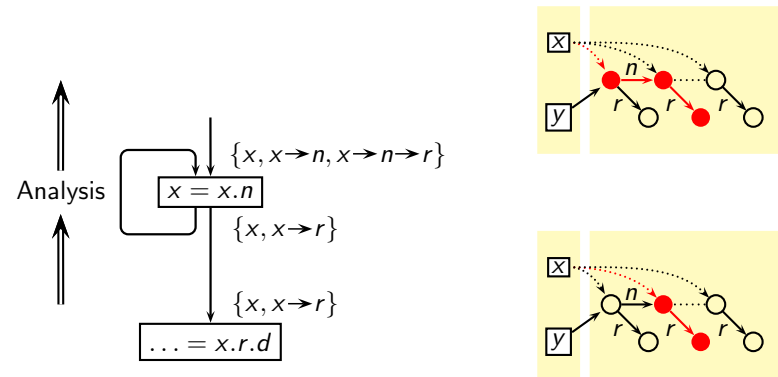 {x, x→n, x→n→r}
Analysis
x = x.n
{x, x→r}
{x, x→r}
... = x.r.d
x
n
y
r
r
r
x
n
y
r
r
r